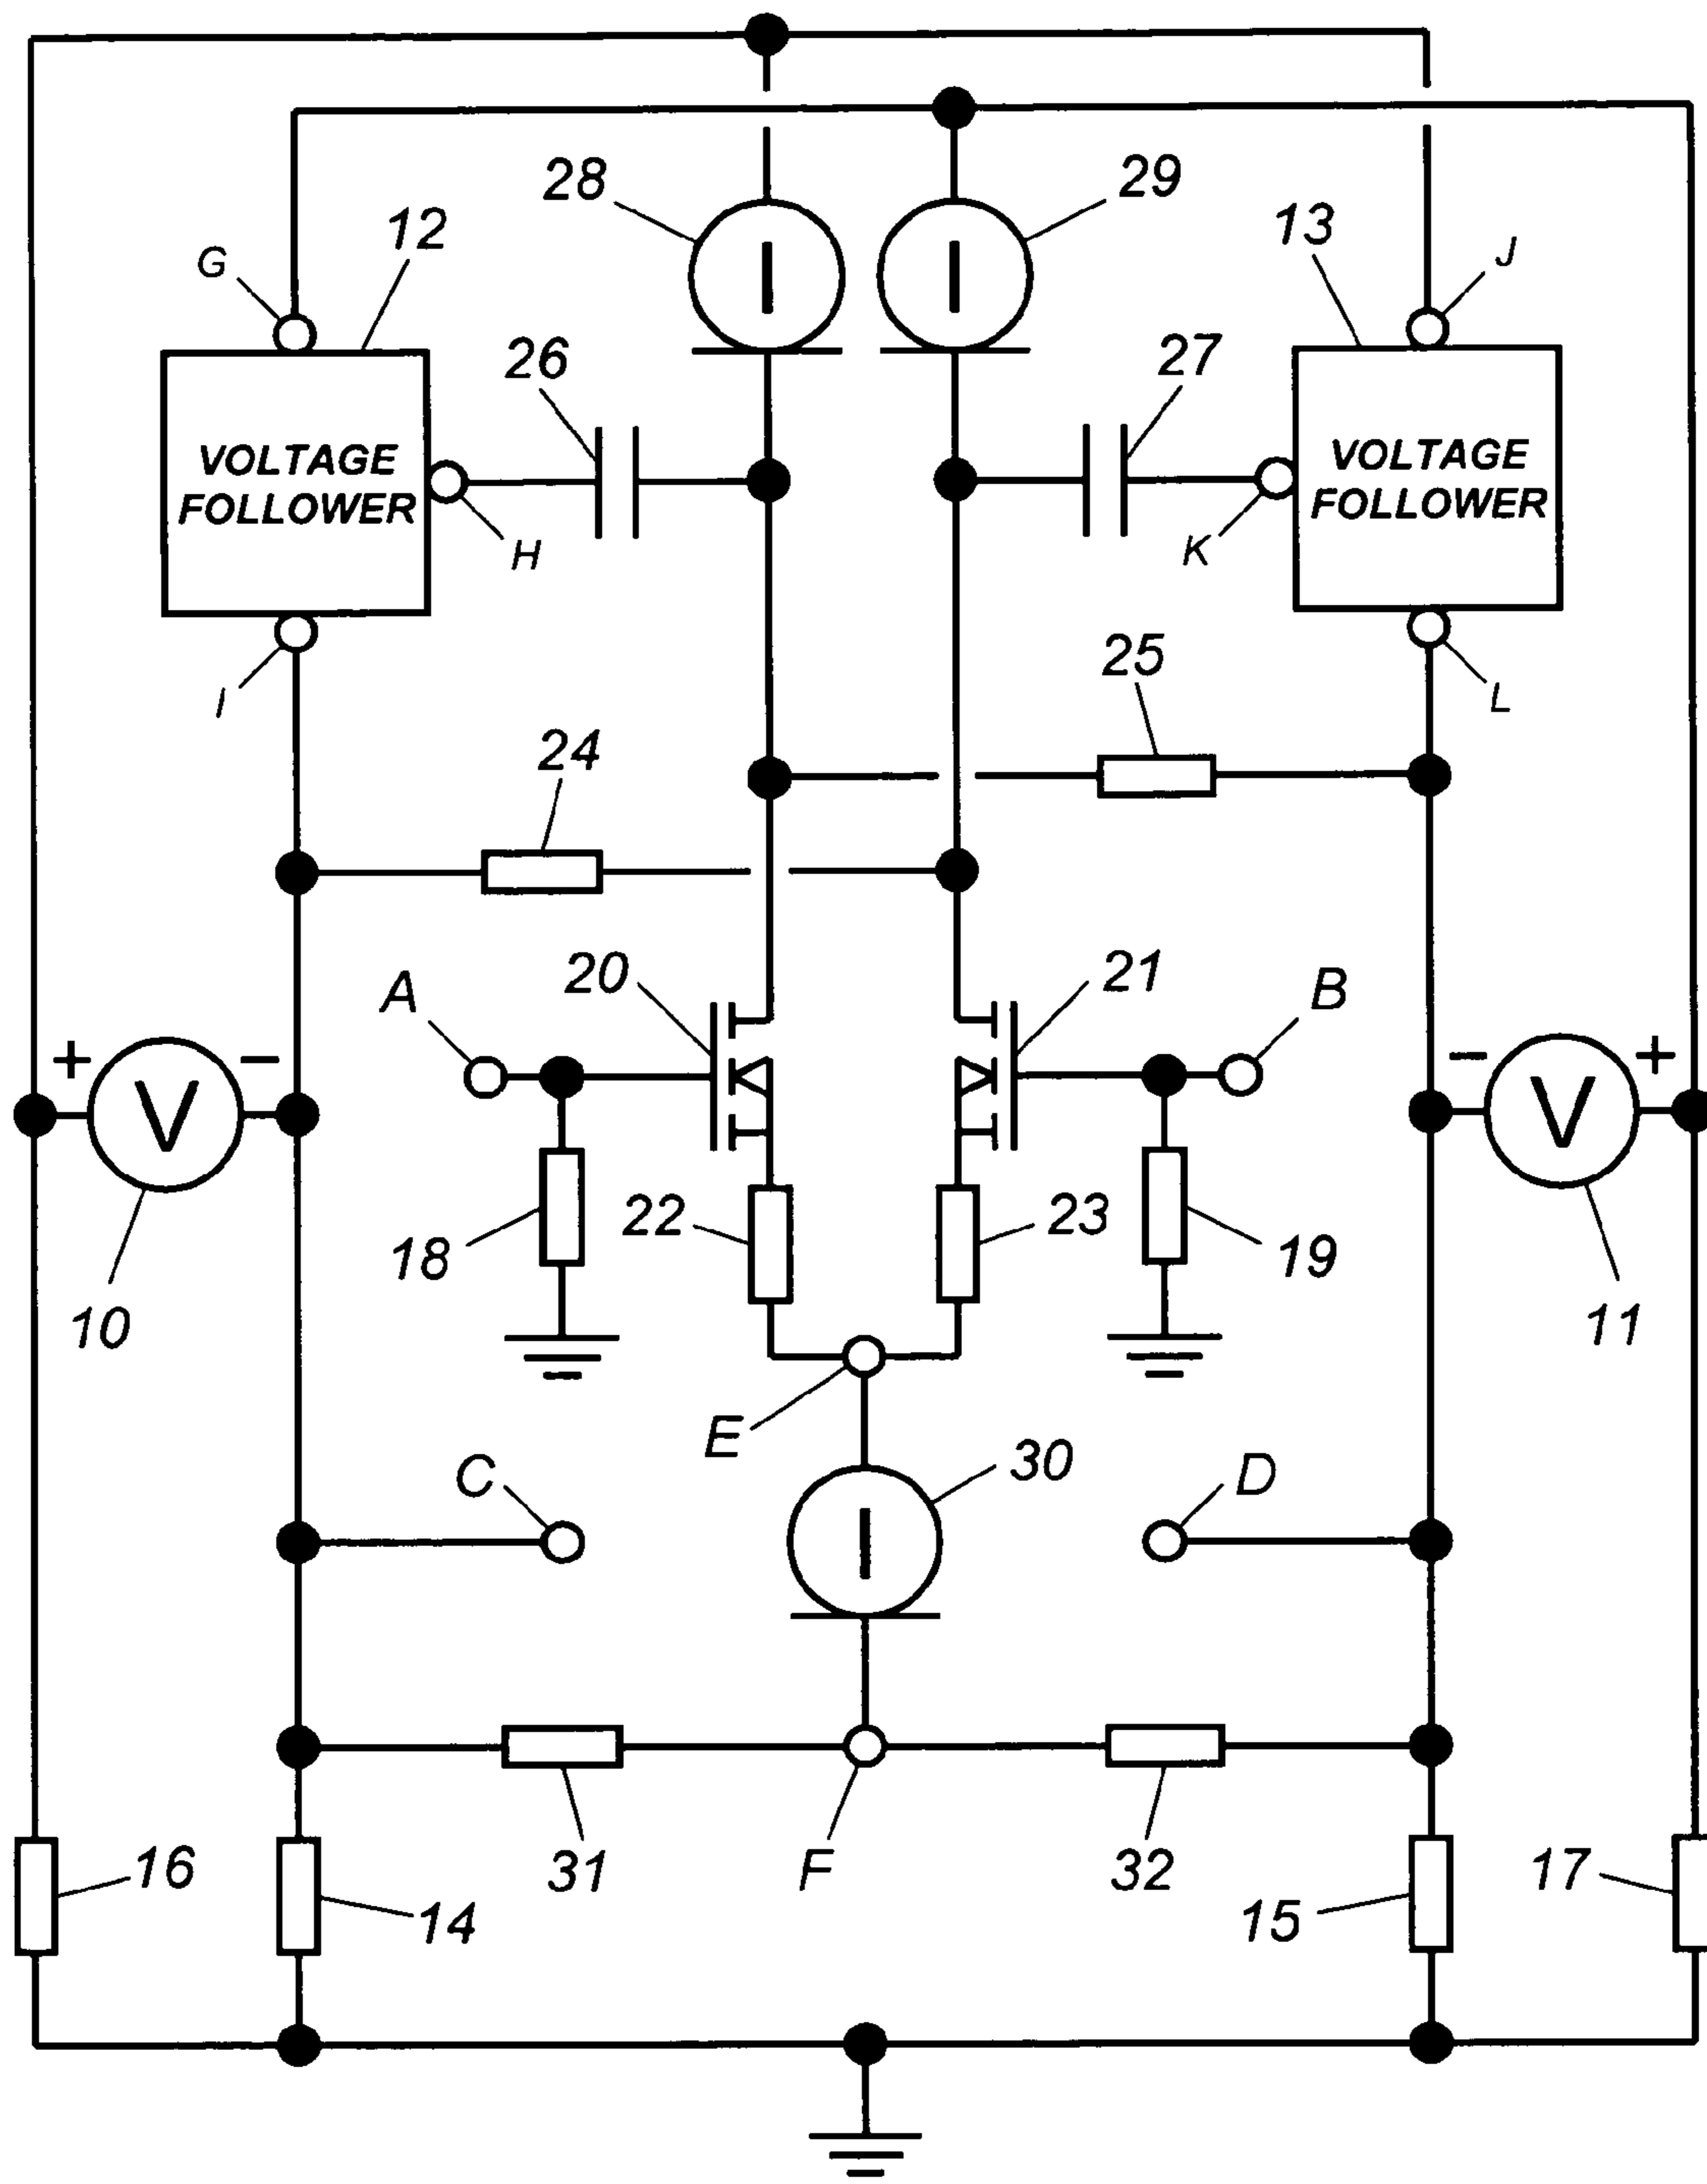 28
29
12
13
G
J
26
27
VOLTAGE
FOLLOWER
VOLTAGE
FOLLOWER
H
K
25
I
L
24
20
21
A
B
+
−
−
+
V
V
22
23
18
19
10
11
E
C
30
D
I
16
31
F
32
17
14
15